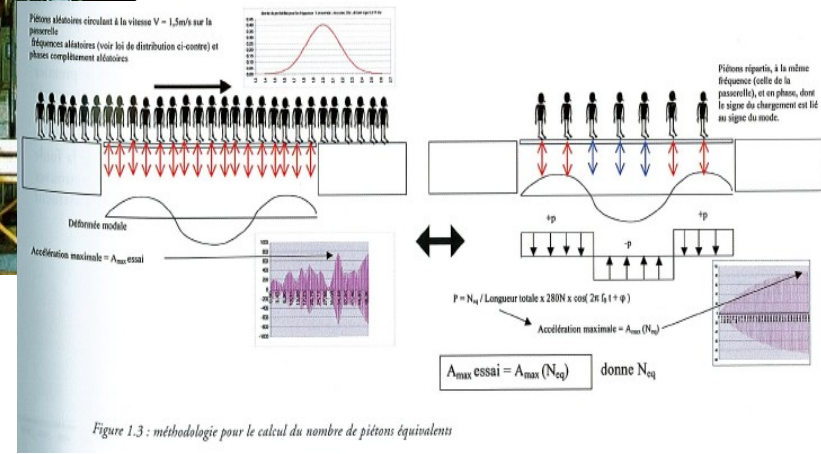 Piétons aléatoires circulant à la vitesse V = 1,5m/s sur la
passerelle
fréquences aléatoires (voir loi de distribution ci-contre) et
phases complètement aléatoires
Déformée modale
Accélération maximale = Amax essai
Piétons répartis, à la même
fréquence (celle de la
passerelle), et en phase, dont
le signe du chargement est lié
au signe du mode.
+p
-p
+p
P = Neq / Longueur totale x 280N x cos( 2π f0 t + φ )
Accélération maximale = Amax (Neq)
Amax essai = Amax (Neq) donne Neq
Figure 1.3 : méthodologie pour le calcul du nombre de piétons équivalents